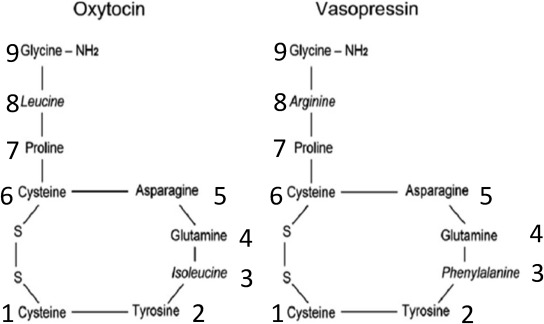 Oxytocin
9 Glycine – NH₂
8 Leucine
7 Proline
6 Cysteine Asparagine 5
S
Glutamine 4
S
Isoleucine 3
1 Cysteine Tyrosine 2
Vasopressin
9 Glycine – NH₂
8 Arginine
7 Proline
6 Cysteine Asparagine 5
S
Glutamine 4
S
Phenylalanine 3
1 Cysteine Tyrosine 2